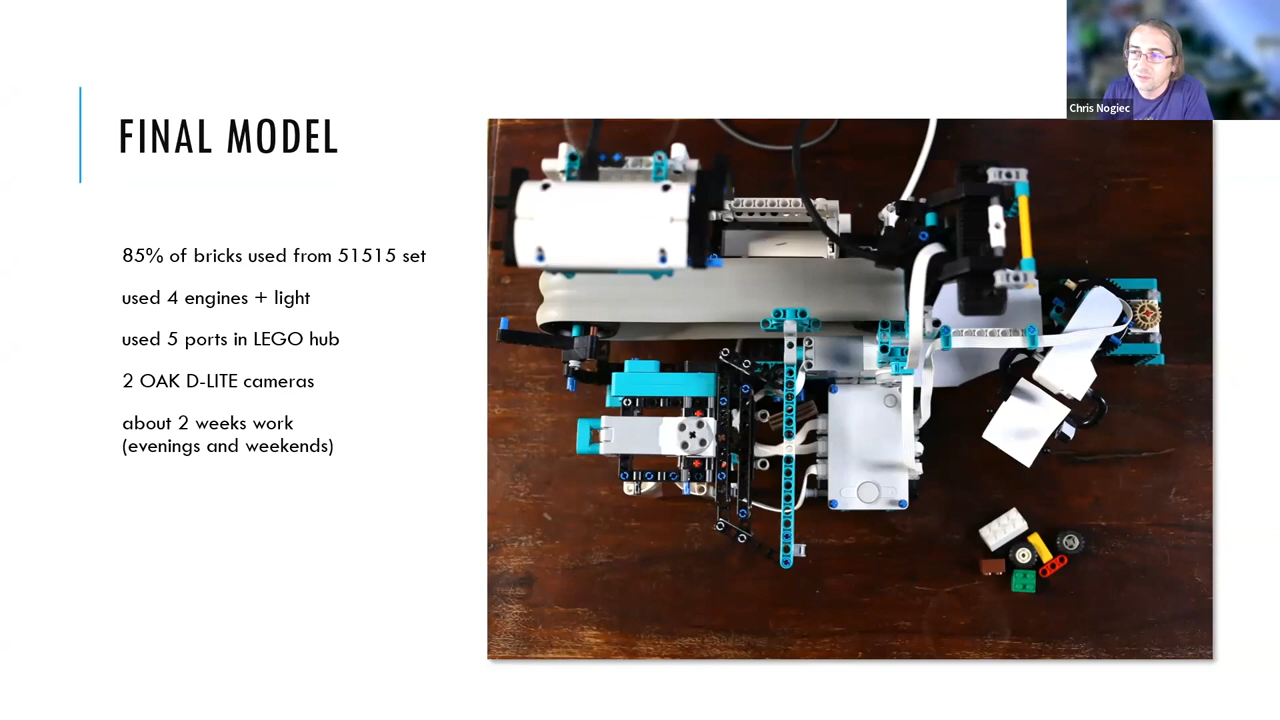 Chris Nogiec
FINAL MODEL
85% of bricks used from 51515 set
used 4 engines + light
used 5 ports in LEGO hub
2 OAK D-LITE cameras
about 2 weeks work
(evenings and weekends)